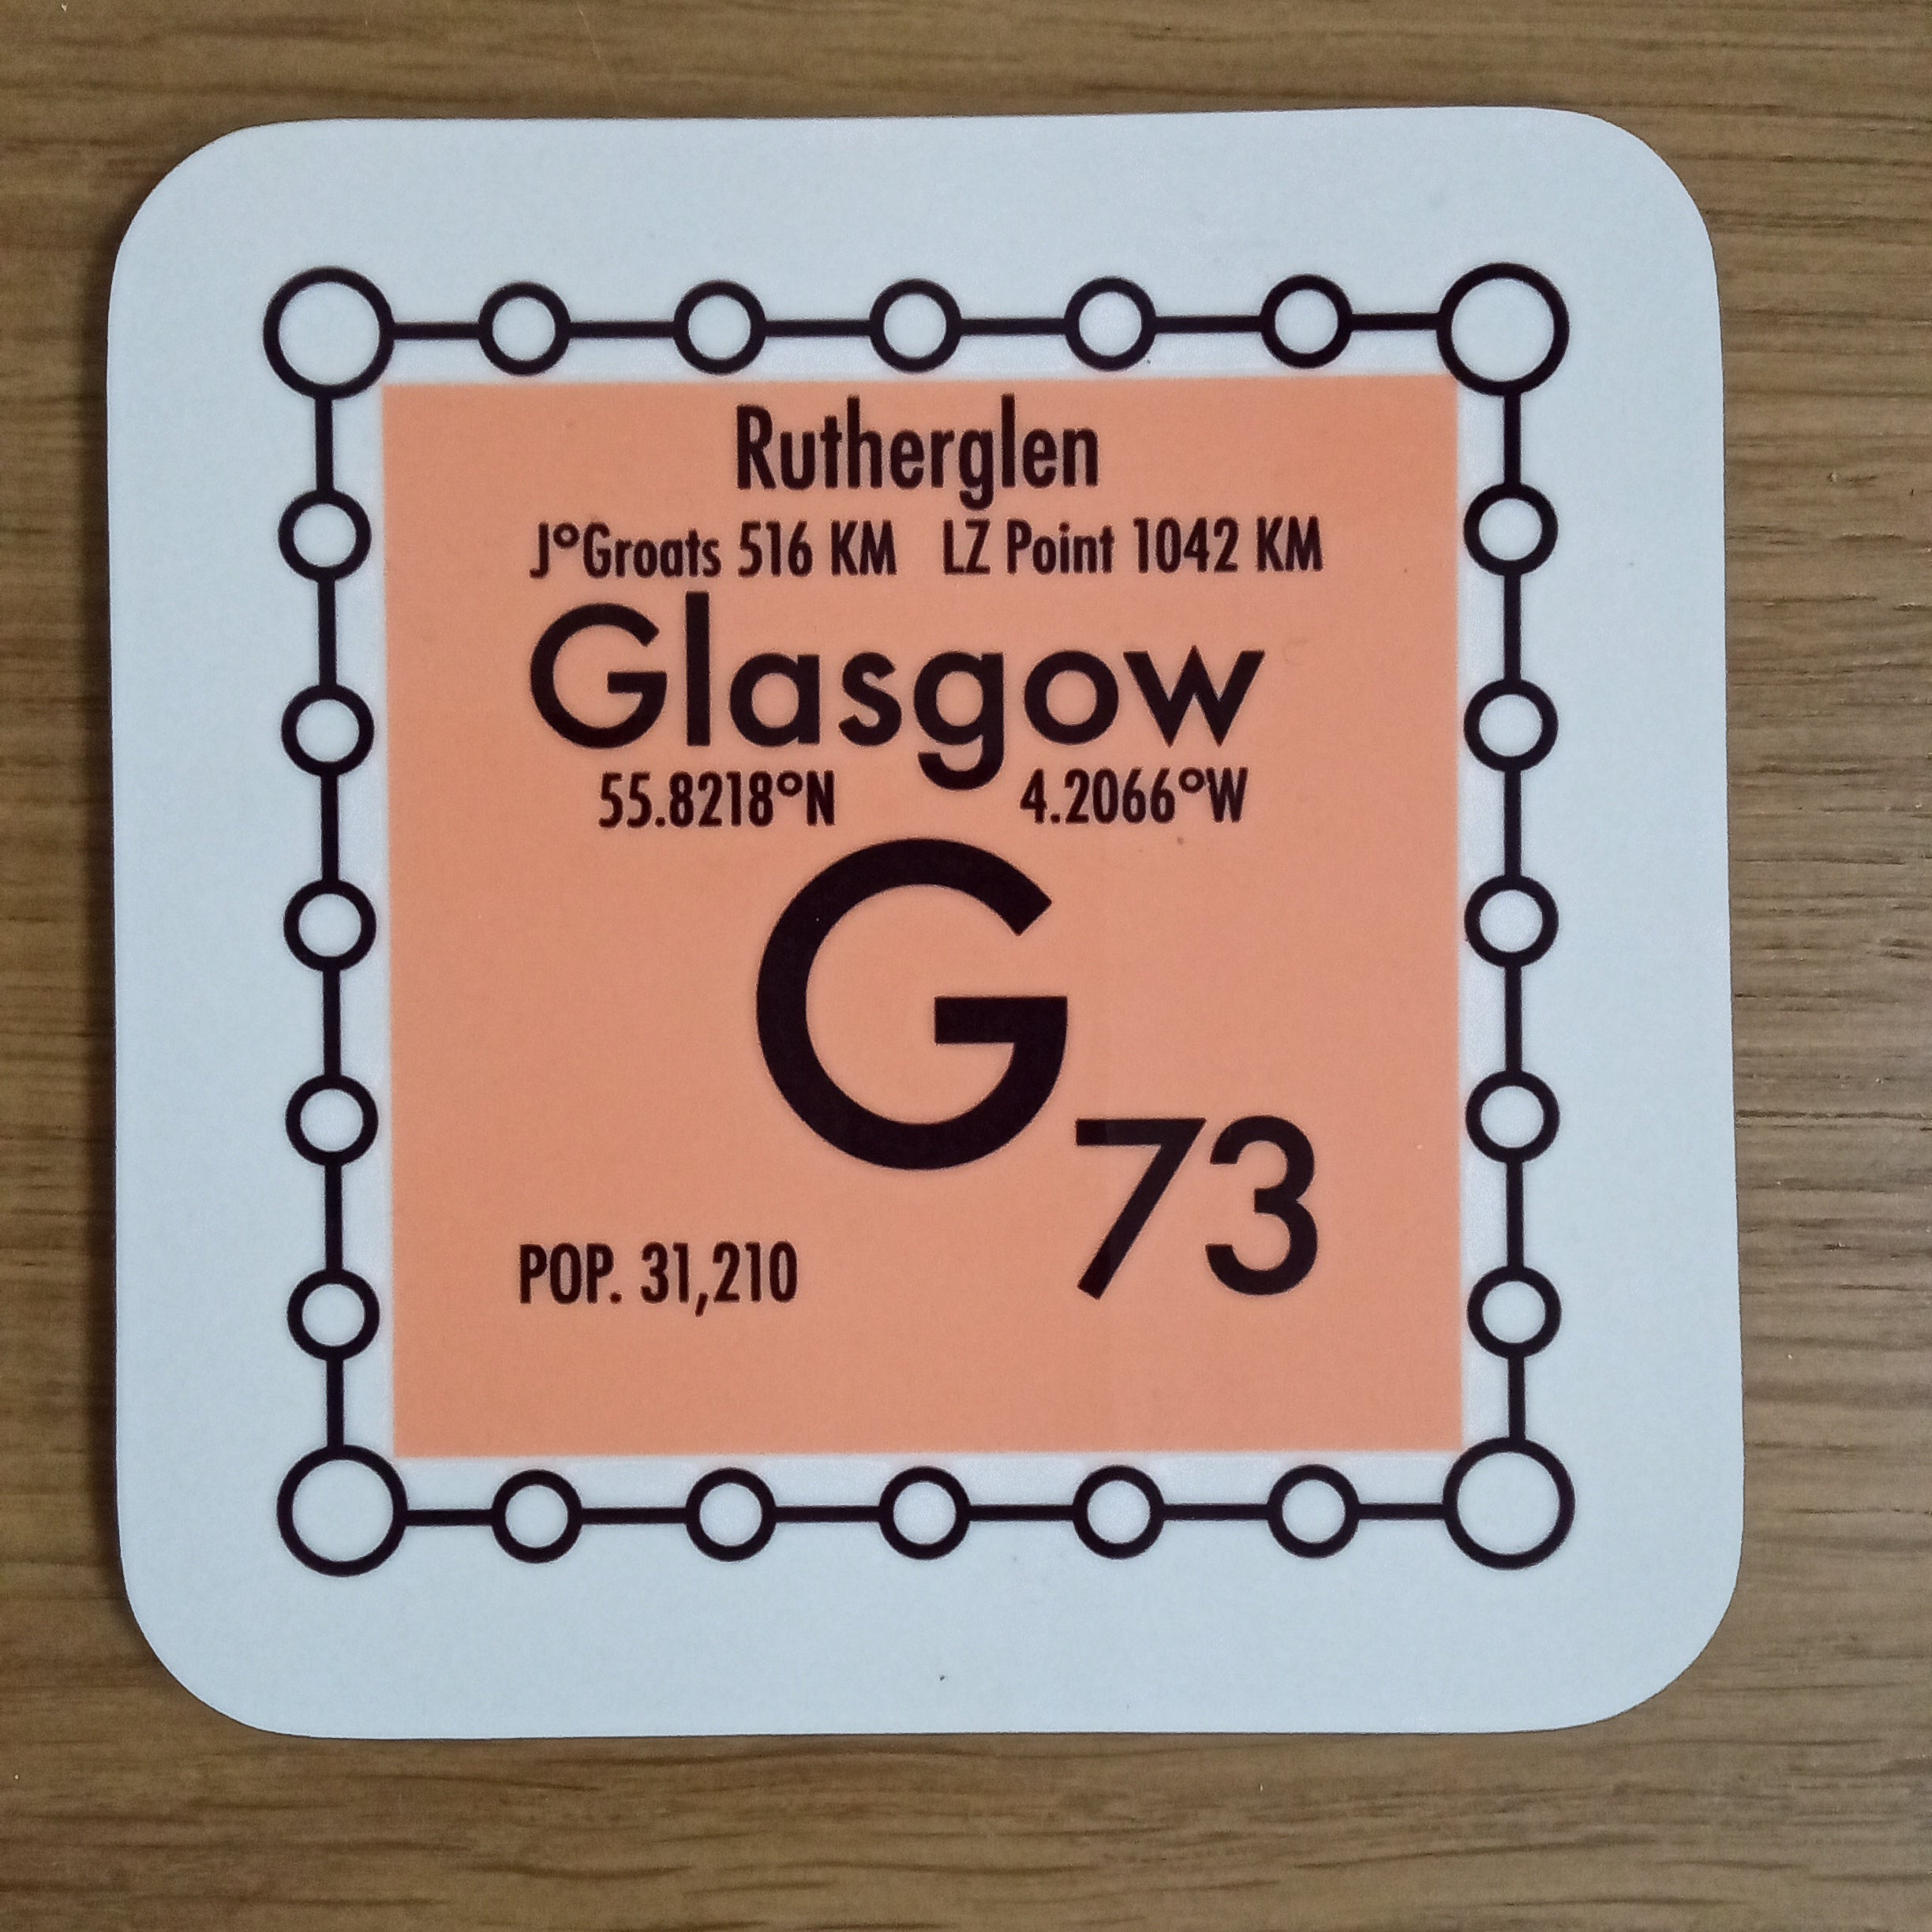 Rutherglen
J°Groats 516 KM LZ Point 1042 KM
Glasgow
55.8218°N 4.2066°W
G
73
POP. 31,210